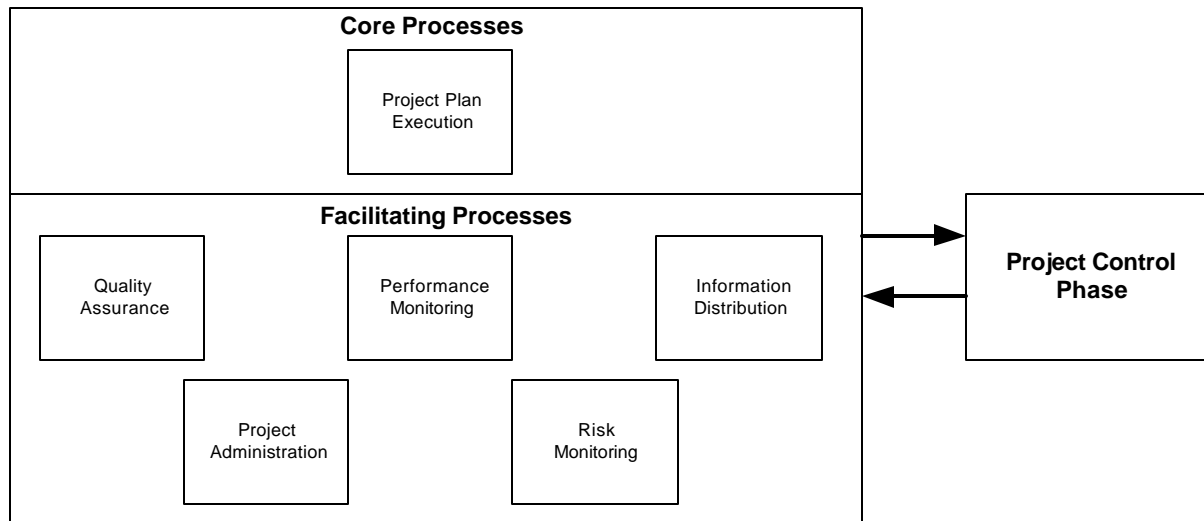 Core Processes
Project Plan
Execution
Facilitating Processes
Quality
Assurance
Performance
Monitoring
Information
Distribution
Project Control
Phase
Project
Administration
Risk
Monitoring